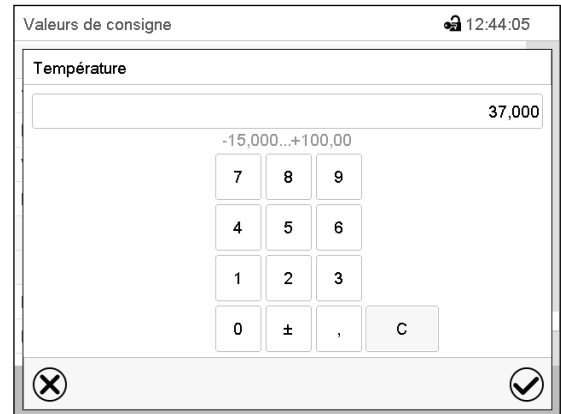 Valeurs de consigne 12:44:05
Température
37,000
-15,000...+100,00
7 8 9
4 5 6
1 2 3
0 ± , C